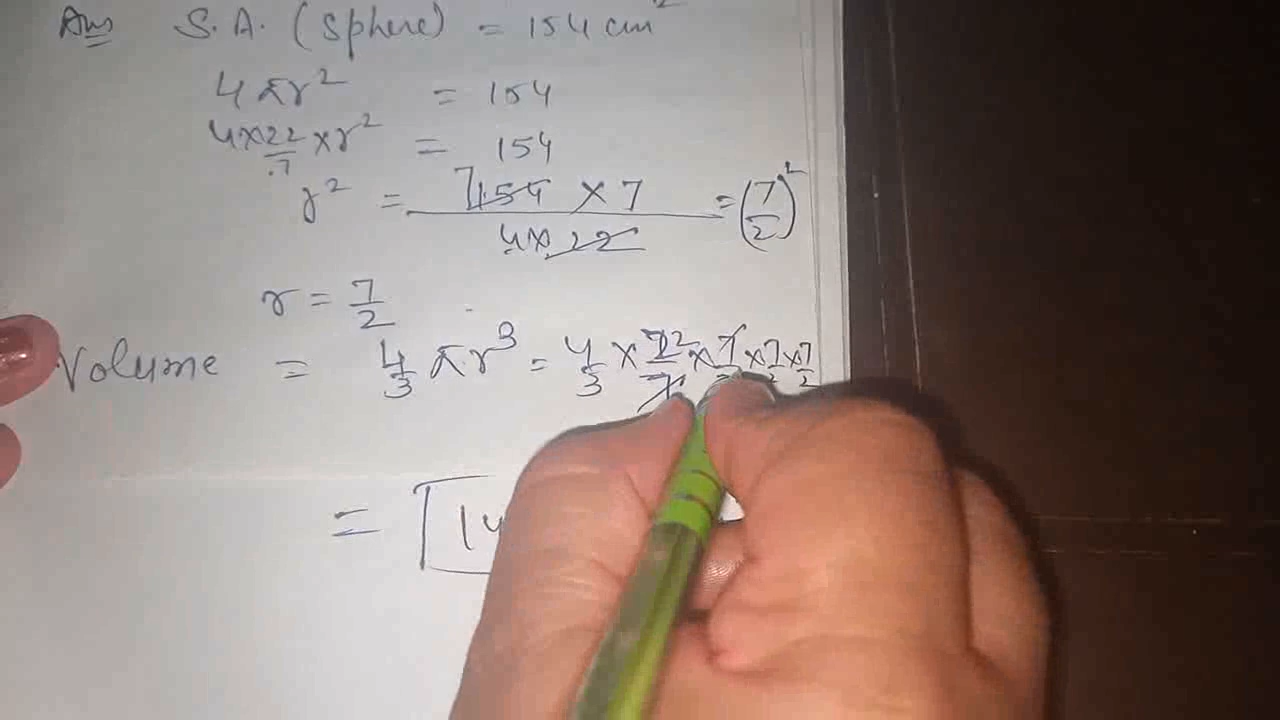 Ans S.A. (Sphere) = 154 cm²
4πr² = 154
4×22/7 ×r² = 154
r² = 7 154 × 7 / 4×22 = (7/2)²
r = 7/2
Volume = 4/3 πr³ = 4/3 × 22/7 × 7/2 × 7/2 × 7/2
= 14